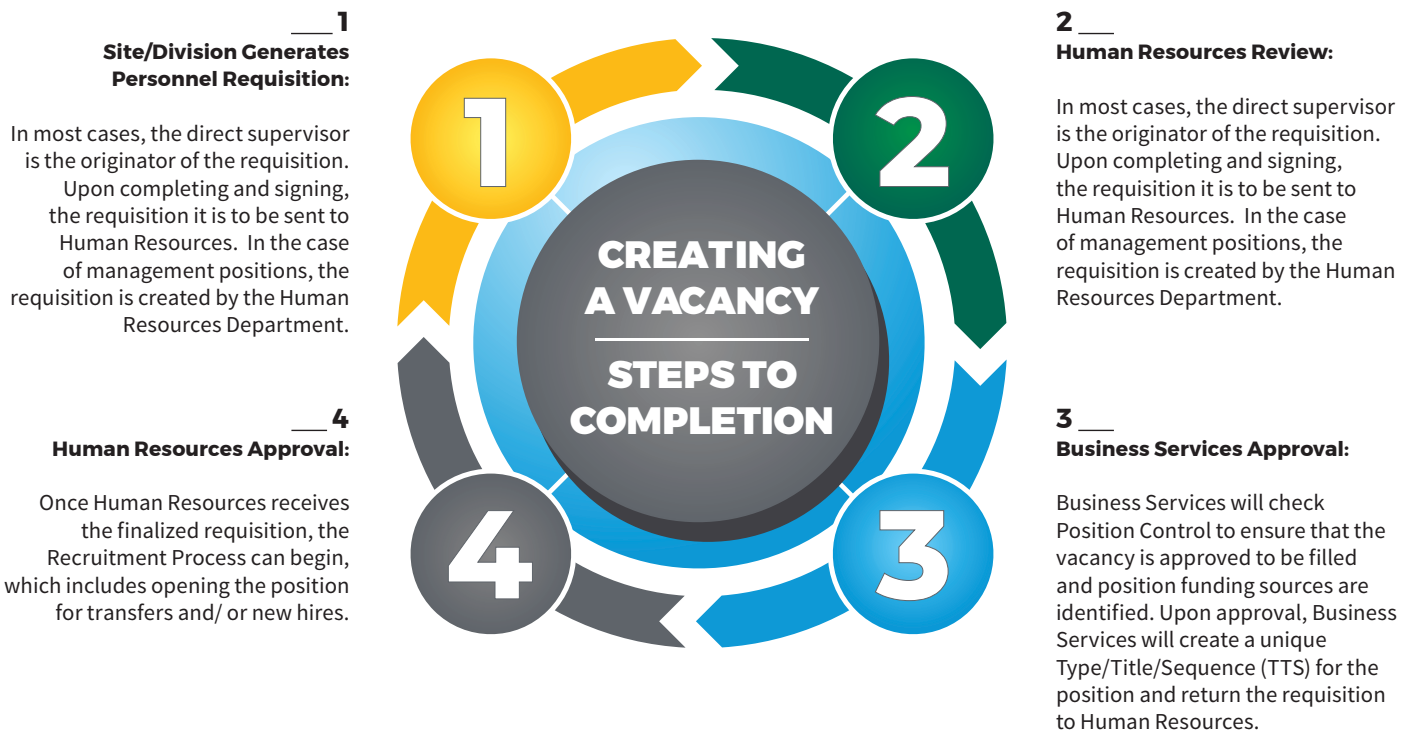 ___ 1
Site/Division Generates
Personnel Requisition:
In most cases, the direct supervisor
is the originator of the requisition.
Upon completing and signing,
the requisition it is to be sent to
Human Resources.  In the case
of management positions, the
requisition is created by the Human
Resources Department.
2 ___
Human Resources Review:
In most cases, the direct supervisor
is the originator of the requisition.
Upon completing and signing,
the requisition it is to be sent to
Human Resources.  In the case
of management positions, the
requisition is created by the Human
Resources Department.
1
2
CREATING
A VACANCY
STEPS TO
COMPLETION
4
3
___ 4
Human Resources Approval:
Once Human Resources receives
the finalized requisition, the
Recruitment Process can begin,
which includes opening the position
for transfers and/ or new hires.
3 ___
Business Services Approval:
Business Services will check
Position Control to ensure that the
vacancy is approved to be filled
and position funding sources are
identified. Upon approval, Business
Services will create a unique
Type/Title/Sequence (TTS) for the
position and return the requisition
to Human Resources.